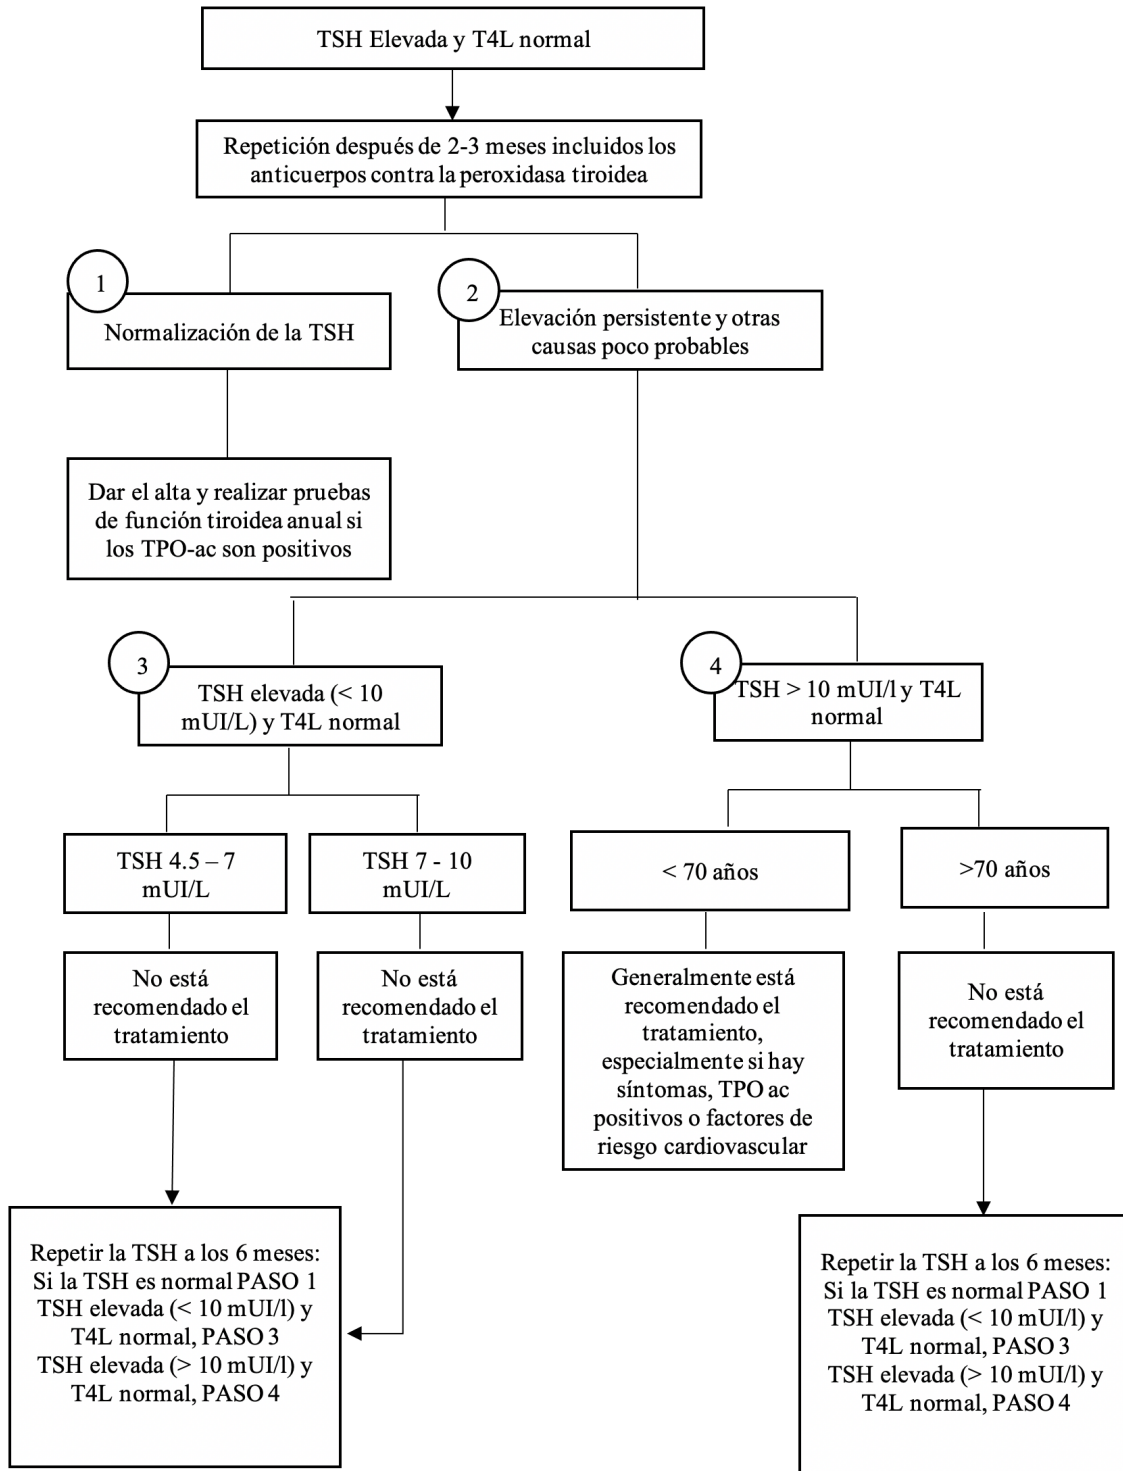 TSH Elevada y T4L normal
Repetición después de 2-3 meses incluidos los
anticuerpos contra la peroxidasa tiroidea
1
Normalización de la TSH
2
Elevación persistente y otras
causas poco probables
Dar el alta y realizar pruebas
de función tiroidea anual si
los TPO-ac son positivos
3
TSH elevada (< 10
mUI/L) y T4L normal
4
TSH > 10 mUI/l y T4L
normal
TSH 4.5 – 7
mUI/L
TSH 7 - 10
mUI/L
< 70 años
>70 años
No está
recomendado el
tratamiento
No está
recomendado el
tratamiento
Generalmente está
recomendado el
tratamiento,
especialmente si hay
síntomas, TPO ac
positivos o factores de
riesgo cardiovascular
No está
recomendado el
tratamiento
Repetir la TSH a los 6 meses:
Si la TSH es normal PASO 1
TSH elevada (< 10 mUI/l) y
T4L normal, PASO 3
TSH elevada (> 10 mUI/l) y
T4L normal, PASO 4
Repetir la TSH a los 6 meses:
Si la TSH es normal PASO 1
TSH elevada (< 10 mUI/l) y
T4L normal, PASO 3
TSH elevada (> 10 mUI/l) y
T4L normal, PASO 4